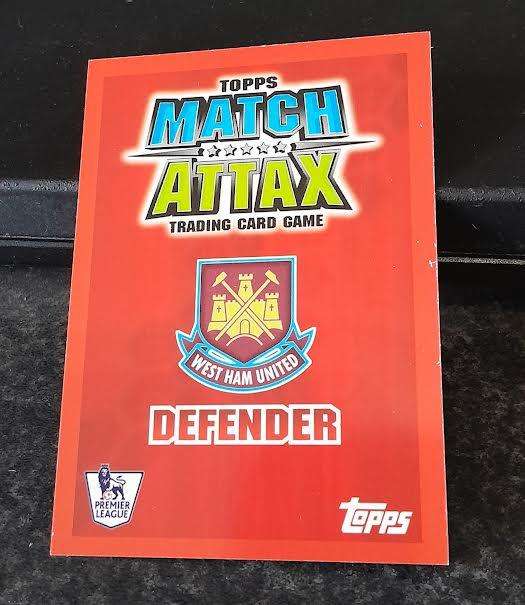 TOPPS
MATCH
ATTAX
TRADING CARD GAME
WEST HAM UNITED
DEFENDER
PREMIER
LEAGUE
topps